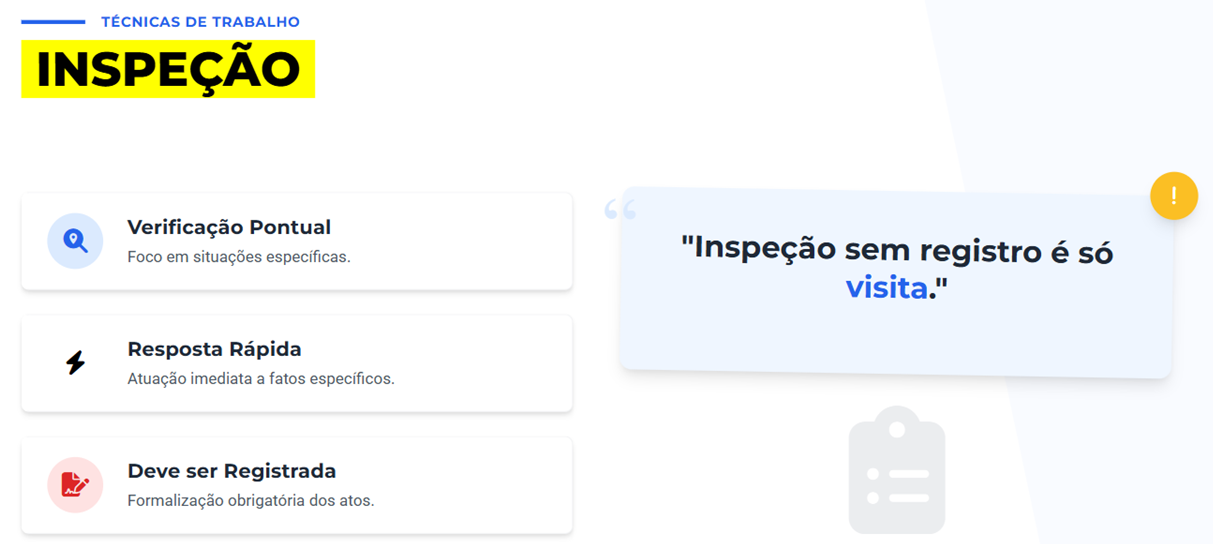 TÉCNICAS DE TRABALHO
INSPEÇÃO
Verificação Pontual
Foco em situações específicas.
Resposta Rápida
Atuação imediata a fatos específicos.
Deve ser Registrada
Formalização obrigatória dos atos.
“
!
"Inspeção sem registro é só
visita."